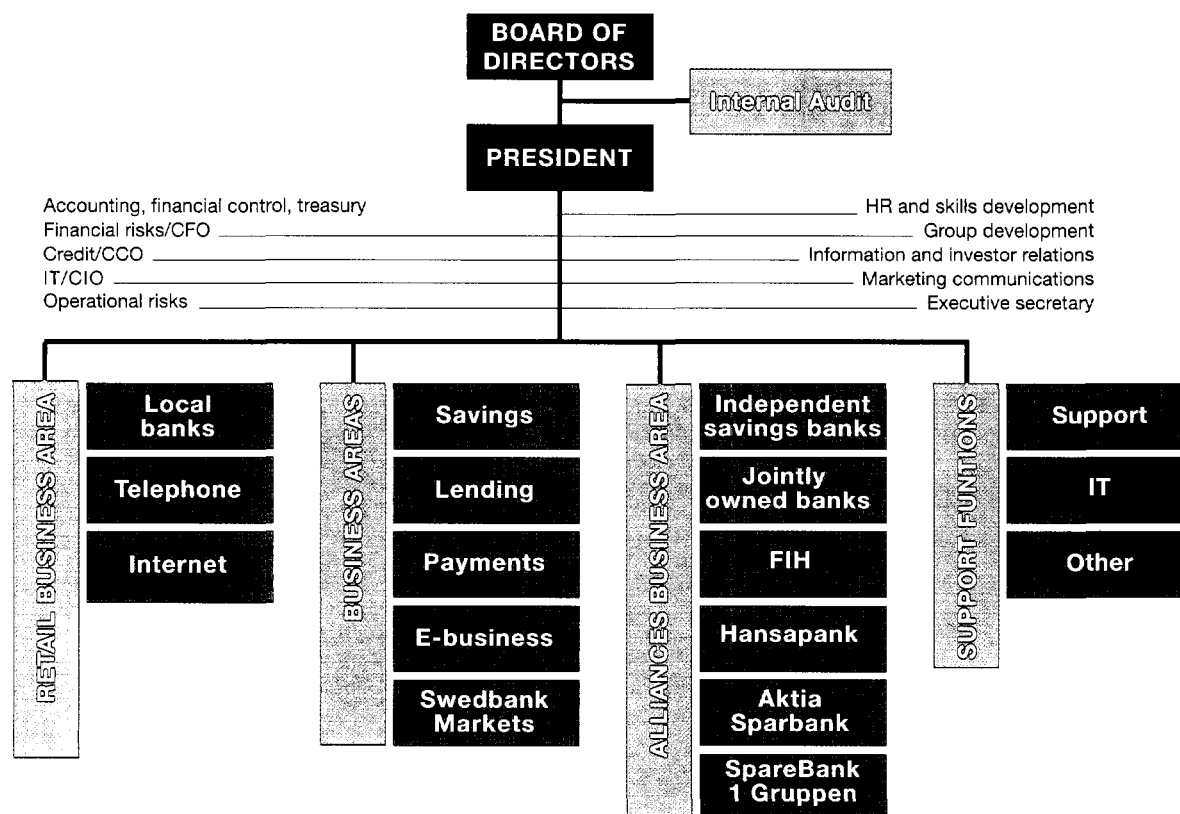 BOARD OF
DIRECTORS
Internal Audit
PRESIDENT
Accounting, financial control, treasury
HR and skills development
Financial risks/CFO
Group development
Credit/CCO
Information and investor relations
IT/CIO
Marketing communications
Operational risks
Executive secretary
RETAIL BUSINESS AREA
Local
banks
Telephone
Internet
BUSINESS AREAS
Savings
Lending
Payments
E-business
Swedbank
Markets
ALLIANCES BUSINESS AREA
Independent
savings banks
Jointly
owned banks
FIH
Hansapank
Aktia
Sparbank
SpareBank
1 Gruppen
SUPPORT FUNTIONS
Support
IT
Other